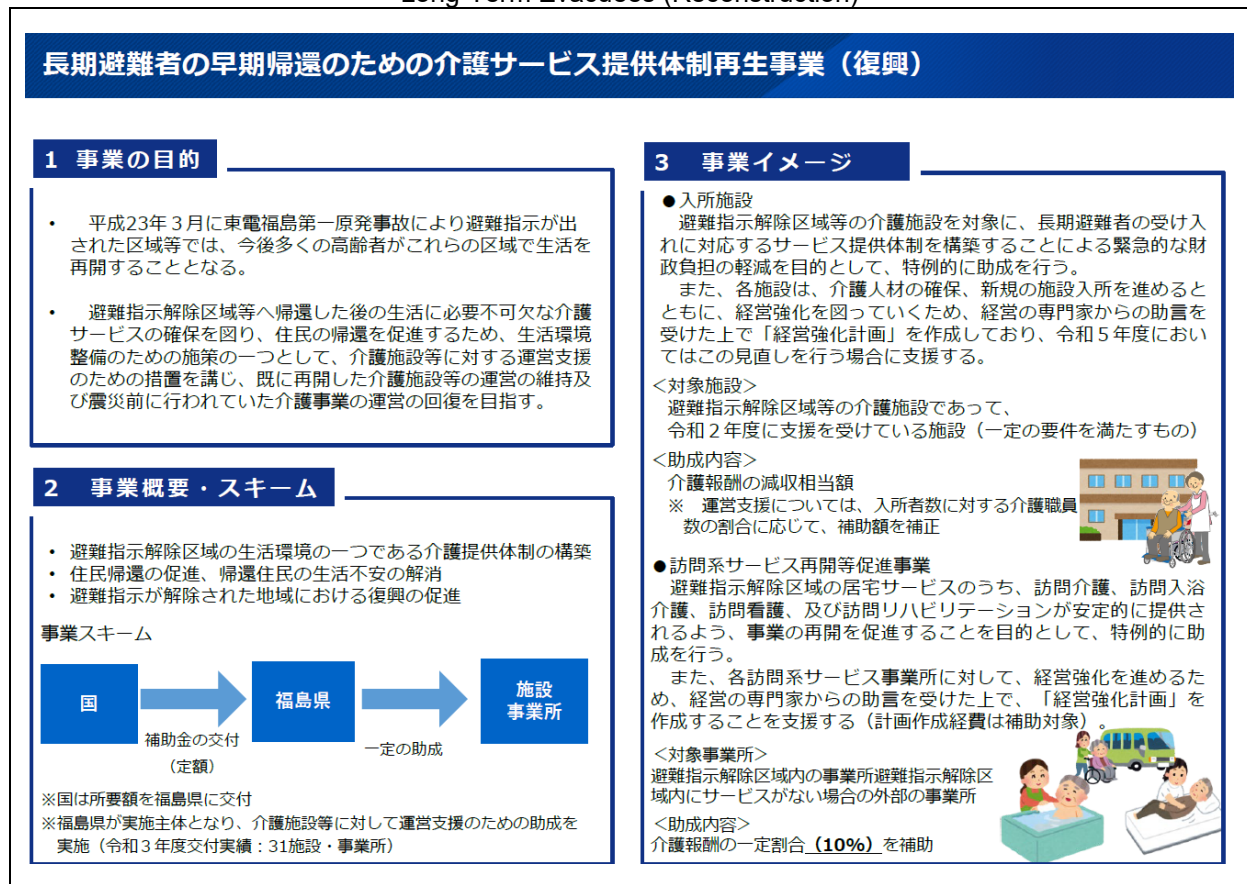 Long-Term Evacuees (Reconstruction)
長期避難者の早期帰還のための介護サービス提供体制再生事業（復興）
1 事業の目的
・ 平成23年３月に東電福島第一原発事故により避難指示が出
された区域等では、今後多くの高齢者がこれらの区域で生活を
再開することとなる。
・ 避難指示解除区域等へ帰還した後の生活に必要不可欠な介護
サービスの確保を図り、住民の帰還を促進するため、生活環境
整備のための施策の一つとして、介護施設等に対する運営支援
のための措置を講じ、既に再開した介護施設等の運営の維持及
び震災前に行われていた介護事業の運営の回復を目指す。
2 事業概要・スキーム
・ 避難指示解除区域の生活環境の一つである介護提供体制の構築
・ 住民帰還の促進、帰還住民の生活不安の解消
・ 避難指示が解除された地域における復興の促進
事業スキーム
国
補助金の交付
（定額）
福島県
一定の助成
施設
事業所
※国は所要額を福島県に交付
※福島県が実施主体となり、介護施設等に対して運営支援のための助成を
実施（令和３年度交付実績：31施設・事業所）
3 事業イメージ
●入所施設
避難指示解除区域等の介護施設を対象に、長期避難者の受け入
れに対応するサービス提供体制を構築することによる緊急的な財
政負担の軽減を目的として、特例的に助成を行う。
また、各施設は、介護人材の確保、新規の施設入所を進めると
ともに、経営強化を図っていくため、経営の専門家からの助言を
受けた上で「経営強化計画」を作成しており、令和５年度におい
てはこの見直しを行う場合に支援する。
＜対象施設＞
避難指示解除区域等の介護施設であって、
令和２年度に支援を受けている施設（一定の要件を満たすもの）
＜助成内容＞
介護報酬の減収相当額
※ 運営支援については、入所者数に対する介護職員
数の割合に応じて、補助額を補正
●訪問系サービス再開等促進事業
避難指示解除区域の居宅サービスのうち、訪問介護、訪問入浴
介護、訪問看護、及び訪問リハビリテーションが安定的に提供さ
れるよう、事業の再開を促進することを目的として、特例的に助
成を行う。
また、各訪問系サービス事業所に対して、経営強化を進めるた
め、経営の専門家からの助言を受けた上で、「経営強化計画」を
作成することを支援する（計画作成経費は補助対象）。
＜対象事業所＞
避難指示解除区域内の事業所避難指示解除区
域内にサービスがない場合の外部の事業所
＜助成内容＞
介護報酬の一定割合（10%）を補助